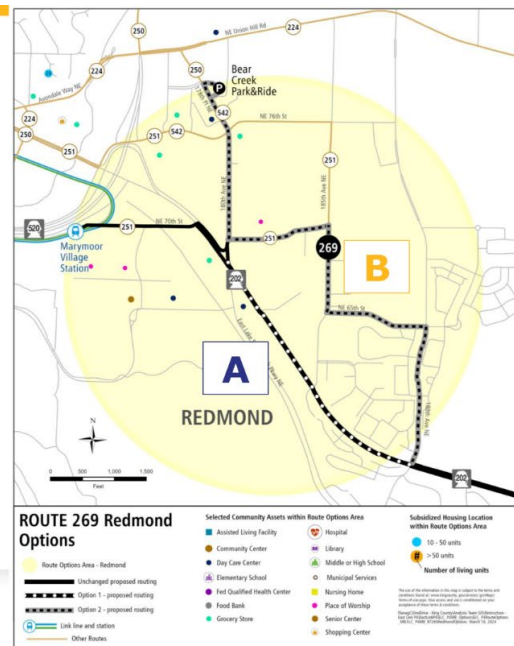 NE Union Hill Rd
224
250
250
224
Bear
Creek
Park&Ride
P
178th Pl NE
Avondale Way NE
542
251
542
NE 76th St
224
250
251
251
180th Ave NE
185th Ave NE
520
NE 70th St
251
251
269
B
Marymoor
Village
Station
202
NE 65th St
A
REDMOND
N
0 500 1,000 1,500
Feet
202
ROUTE 269 Redmond
Options
Route Options Area - Redmond
Unchanged proposed routing
Option 1 - proposed routing
Option 2 - proposed routing
Link line and station
Other Routes
Selected Community Assets within Route Options Area
Assisted Living Facility
Community Center
Day Care Center
Elementary School
Fed Qualified Health Center
Food Bank
Grocery Store
Hospital
Library
Middle or High School
Municipal Services
Nursing Home
Place of Worship
Senior Center
Shopping Center
Subsidized Housing Location
within Route Options Area
10 - 50 units
# >50 units
Number of living units